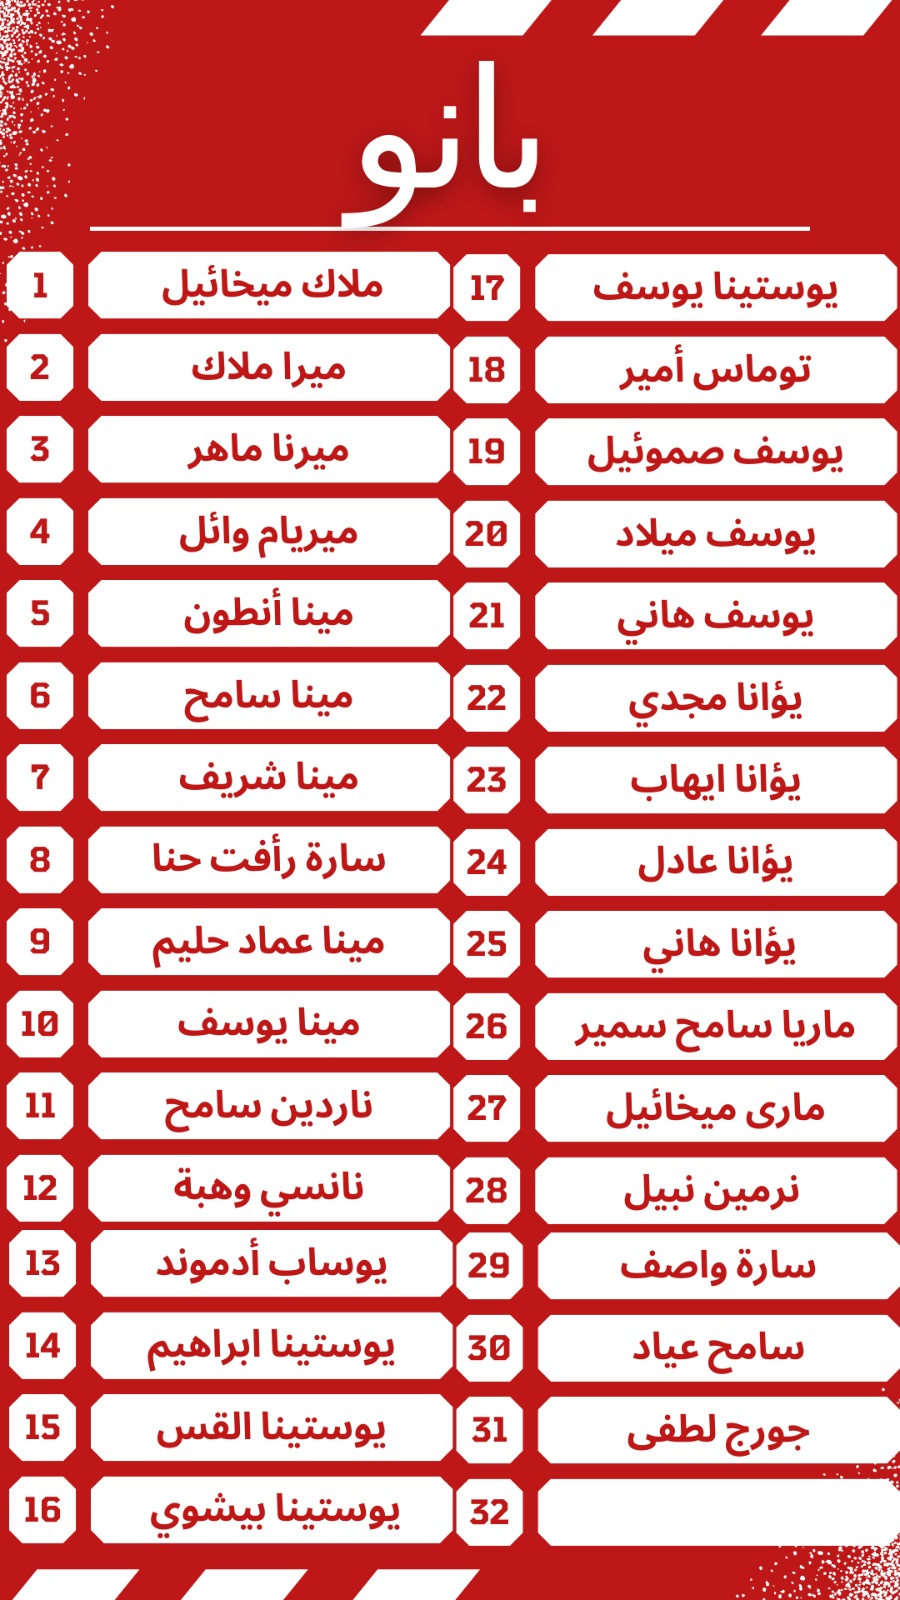 بانو
1 ملاك ميخائيل
2 ميرا ملاك
3 ميرنا ماهر
4 ميريام وائل
5 مينا أنطون
6 مينا سامح
7 مينا شريف
8 سارة رأفت حنا
9 مينا عماد حليم
10 مينا يوسف
11 ناردين سامح
12 نانسي وهبة
13 يوساب أدموند
14 يوستينا ابراهيم
15 يوستينا القس
16 يوستينا بيشوي
17 يوستينا يوسف
18 توماس أمير
19 يوسف صموئيل
20 يوسف ميلاد
21 يوسف هاني
22 يؤانا مجدي
23 يؤانا ايهاب
24 يؤانا عادل
25 يؤانا هاني
26 ماريا سامح سمير
27 مارى ميخائيل
28 نرمين نبيل
29 سارة واصف
30 سامح عياد
31 جورج لطفى
32